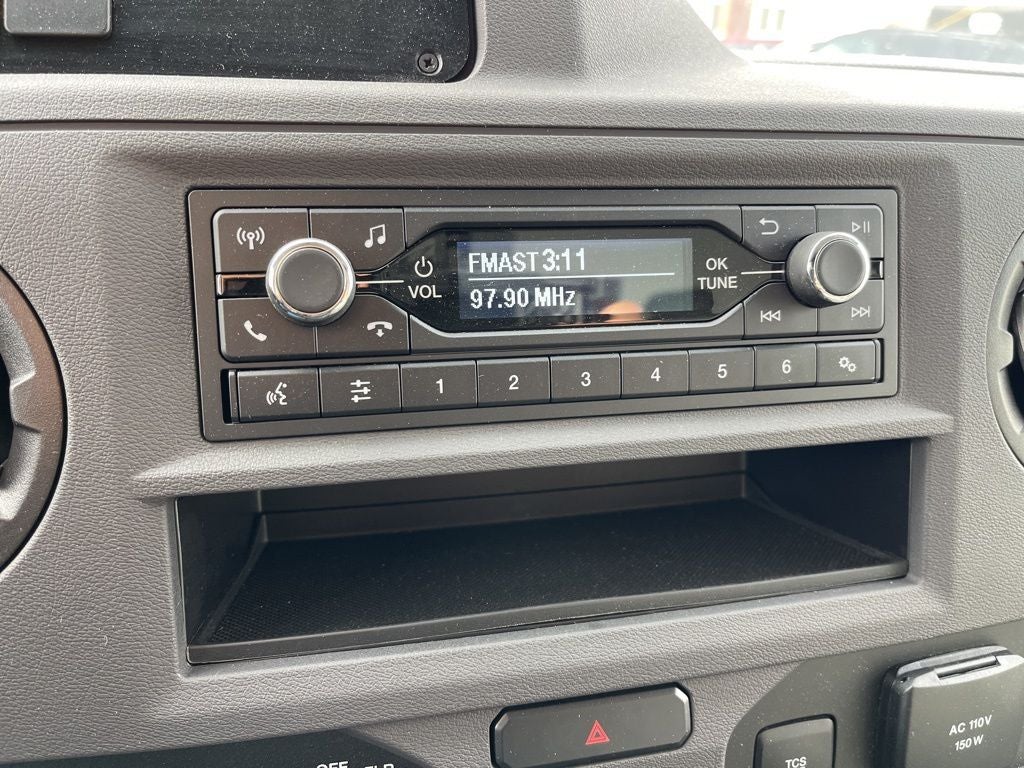 FMAST 3:11
97.90 MHz
VOL
OK
TUNE
1 2 3 4 5 6
AC 110V
150 W
TCS
OFF